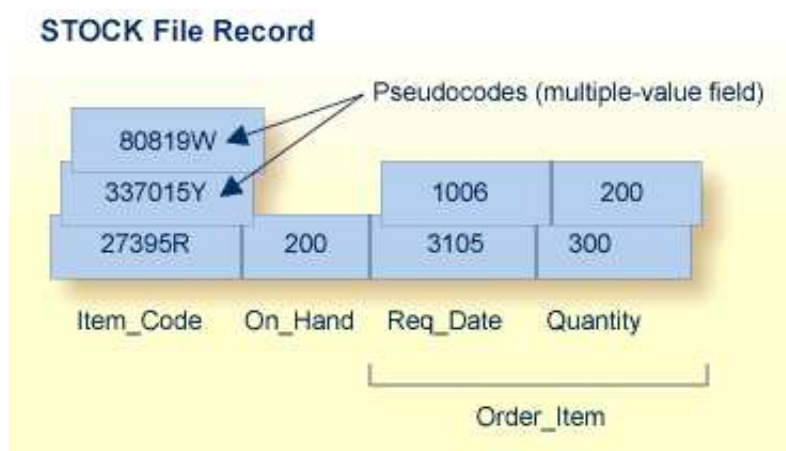 STOCK File Record
Pseudocodes (multiple-value field)
80819W
337015Y 1006 200
27395R 200 3105 300
Item_Code On_Hand Req_Date Quantity
Order_Item